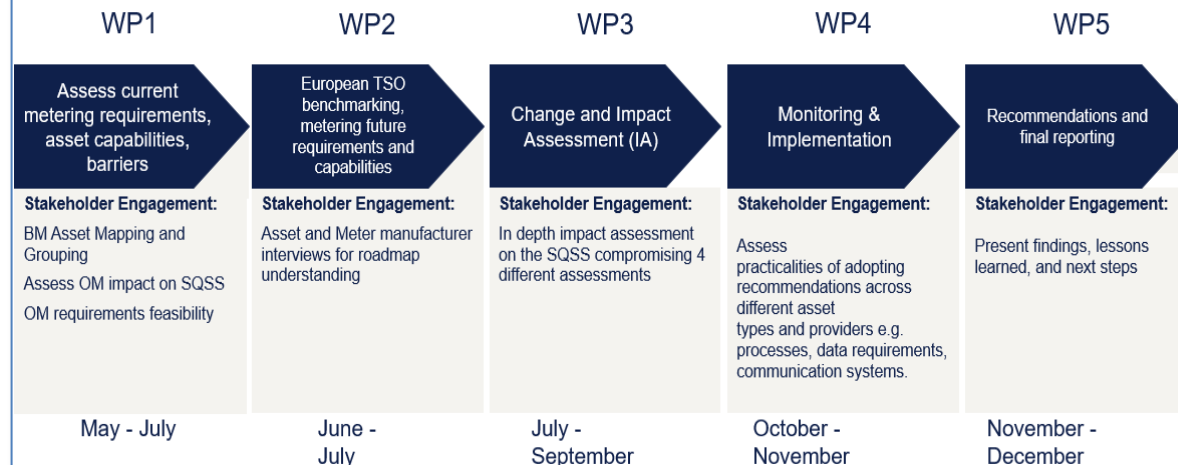 WP1
WP2
WP3
WP4
WP5
Assess current
metering requirements,
asset capabilities,
barriers
European TSO
benchmarking,
metering future
requirements and
capabilities
Change and Impact
Assessment (IA)
Monitoring &
Implementation
Recommendations and
final reporting
Stakeholder Engagement:
BM Asset Mapping and
Grouping
Assess OM impact on SQSS
OM requirements feasibility
Stakeholder Engagement:
Asset and Meter manufacturer
interviews for roadmap
understanding
Stakeholder Engagement:
In depth impact assessment
on the SQSS compromising 4
different assessments
Stakeholder Engagement:
Assess
practicalities of adopting
recommendations across
different asset
types and providers e.g.
processes, data requirements,
communication systems.
Stakeholder Engagement:
Present findings, lessons
learned, and next steps
May - July
June -
July
July -
September
October -
November
November -
December